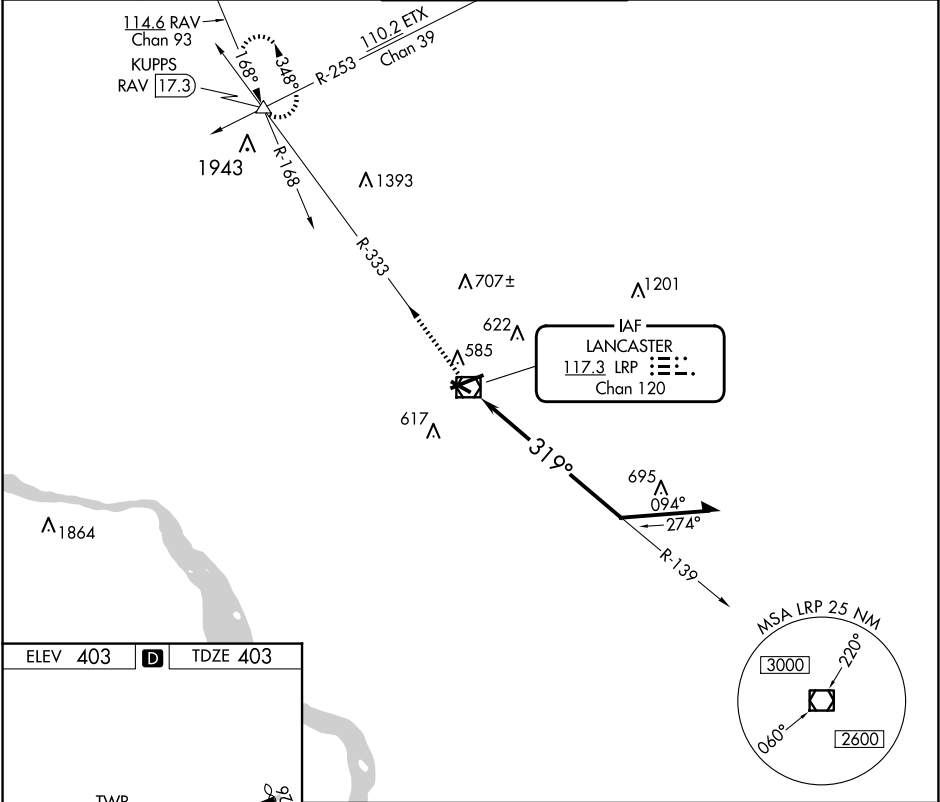 114.6 RAV
Chan 93
KUPPS
RAV 17.3
168°
348°
R-253
110.2 ETX
Chan 39
1943
R-168
1393
R-333
707±
1201
622
585
IAF
LANCASTER
117.3 LRP
Chan 120
617
319°
695
094°
274°
R-139
1864
MSA LRP 25 NM
3000
220°
060°
2600
ELEV 403 D TDZE 403
TWR
26